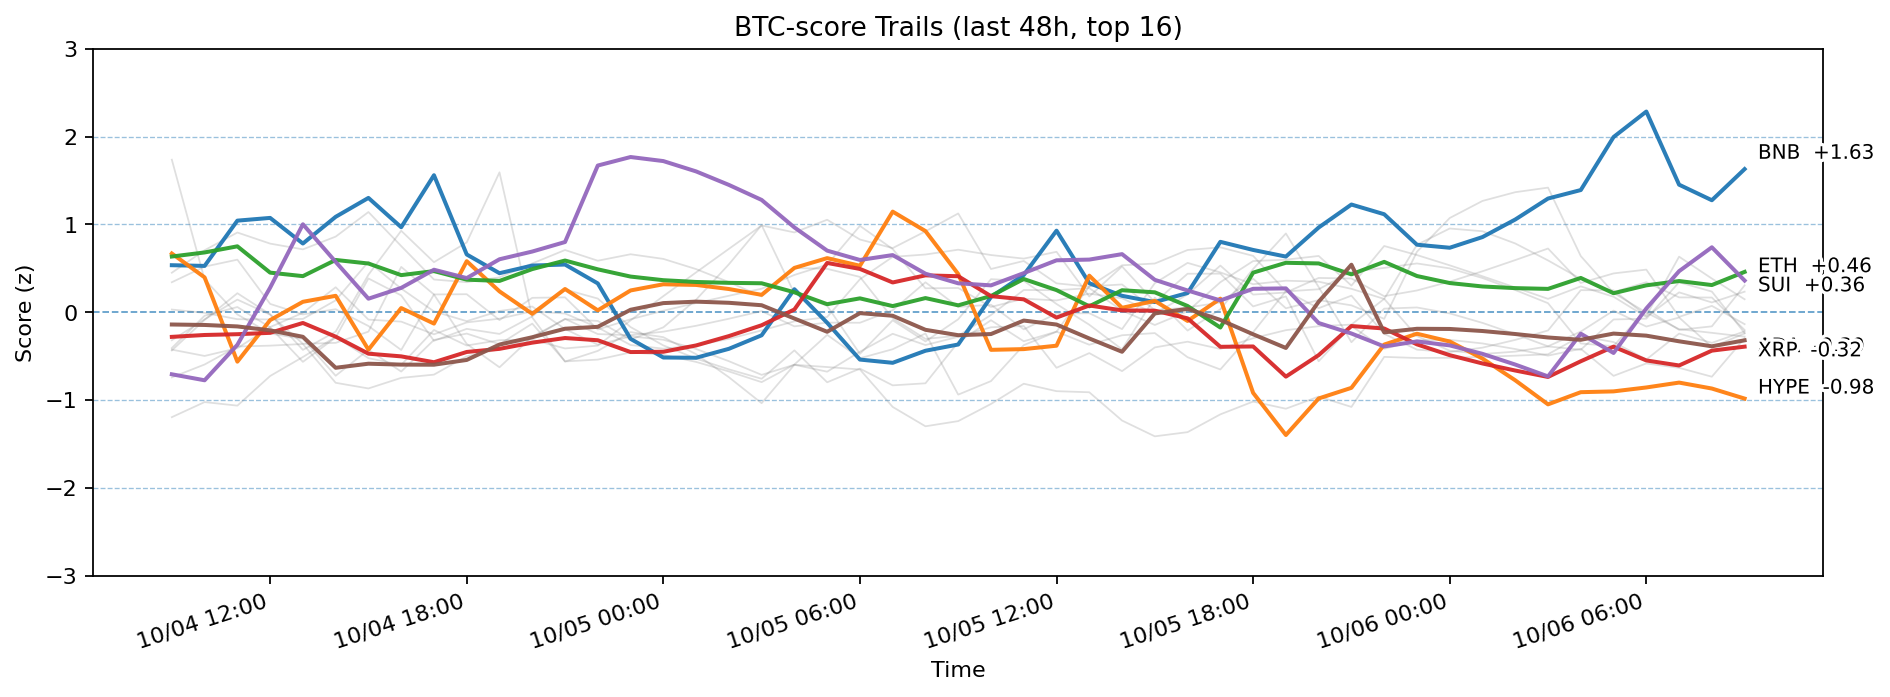 BTC-score Trails (last 48h, top 16)
Score (z)
3
2
1
0
−1
−2
−3
BNB +1.63
ETH +0.46
SUI +0.36
XRP -0.32
HYPE -0.98
10/04 12:00
10/04 18:00
10/05 00:00
10/05 06:00
10/05 12:00
10/05 18:00
10/06 00:00
10/06 06:00
Time